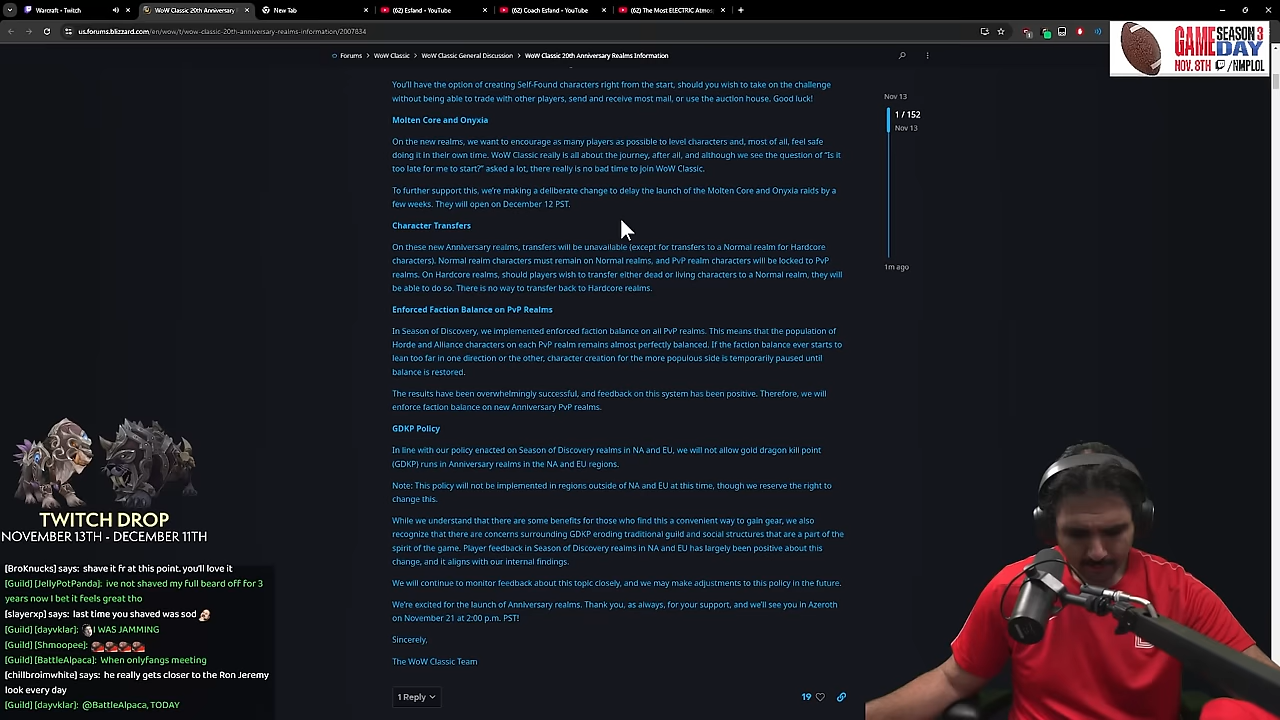 Warcraft - Twitch
WoW Classic 20th Anniversary
New Tab
(62) Esfand - YouTube
(62) Coach Esfand - YouTube
(62) The Most ELECTRIC Atmos
us.forums.blizzard.com/en/wow/t/wow-classic-20th-anniversary-realms-information/2007834
GAME SEASON 3
DAY
NOV. 8TH /NMPLOL
Forums > WoW Classic > WoW Classic General Discussion > WoW Classic 20th Anniversary Realms Information
You'll have the option of creating Self-Found characters right from the start, should you wish to take on the challenge
without being able to trade with other players, send and receive most mail, or use the auction house. Good luck!
Nov 13
1 / 152
Nov 13
1m ago
Molten Core and Onyxia
On the new realms, we want to encourage as many players as possible to level characters and, most of all, feel safe
doing it in their own time. WoW Classic really is all about the journey, after all, and although we see the question of "Is it
too late for me to start?" asked a lot, there really is no bad time to join WoW Classic.
To further support this, we're making a deliberate change to delay the launch of the Molten Core and Onyxia raids by a
few weeks. They will open on December 12 PST.
Character Transfers
On these new Anniversary realms, transfers will be unavailable (except for transfers to a Normal realm for Hardcore
characters). Normal realm characters must remain on Normal realms, and PvP realm characters will be locked to PvP
realms. On Hardcore realms, should players wish to transfer either dead or living characters to a Normal realm, they will
be able to do so. There is no way to transfer back to Hardcore realms.
Enforced Faction Balance on PvP Realms
In Season of Discovery, we implemented enforced faction balance on all PvP realms. This means that the population of
Horde and Alliance characters on each PvP realm remains almost perfectly balanced. If the faction balance ever starts to
lean too far in one direction or the other, character creation for the more populous side is temporarily paused until
balance is restored.
The results have been overwhelmingly successful, and feedback on this system has been positive. Therefore, we will
enforce faction balance on new Anniversary PvP realms.
GDKP Policy
In line with our policy enacted on Season of Discovery realms in NA and EU, we will not allow gold dragon kill point
(GDKP) runs in Anniversary realms in the NA and EU regions.
Note: This policy will not be implemented in regions outside of NA and EU at this time, though we reserve the right to
change this.
While we understand that there are some benefits for those who find this a convenient way to gain gear, we also
recognize that there are concerns surrounding GDKP eroding traditional guild and social structures that are a part of the
spirit of the game. Player feedback in Season of Discovery realms in NA and EU has largely been positive about this
change, and it aligns with our internal findings.
We will continue to monitor feedback about this topic closely, and we may make adjustments to this policy in the future.
We're excited for the launch of Anniversary realms. Thank you, as always, for your support, and we'll see you in Azeroth
on November 21 at 2:00 p.m. PST!
Sincerely,
The WoW Classic Team
1 Reply
19
TWITCH DROP
NOVEMBER 13TH - DECEMBER 11TH
[BroKnucks] says: shave it fr at this point. you'll love it
[Guild] [JellyPotPanda]: ive not shaved my full beard off for 3
years now I bet it feels great tho
[slayerxp] says: last time you shaved was sod
[Guild] [dayvklar]: I WAS JAMMING
[Guild] [Shmoopee]:
[Guild] [BattleAlpaca]: When onlyfangs meeting
[chillbroimwhite] says: he really gets closer to the Ron Jeremy
look every day
[Guild] [dayvklar]: @BattleAlpaca, TODAY